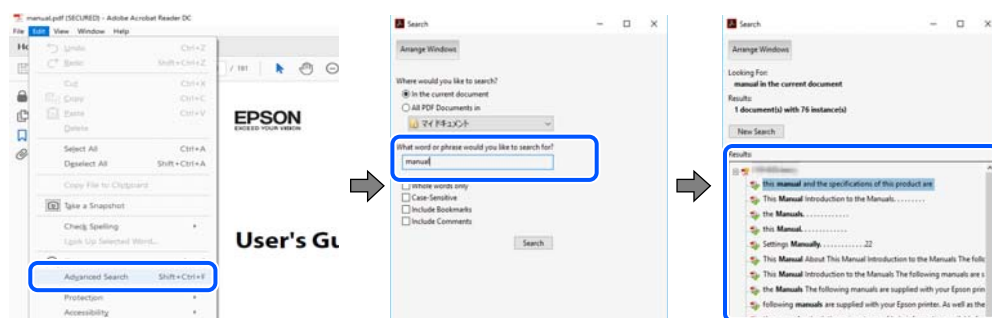 manual.pdf (SECURED) - Adobe Acrobat Reader DC
File Edit View Window Help
Undo Ctrl+Z
Redo Shift+Ctrl+Z
Cut Ctrl+X
Copy Ctrl+C
Paste Ctrl+V
Delete
Select All Ctrl+A
Deselect All Shift+Ctrl+A
Copy File to Clipboard
Take a Snapshot
Check Spelling
Look Up Selected Word...
Advanced Search Shift+Ctrl+F
Protection
Accessibility
/ 181
EPSON
EXCEED YOUR VISION
User's Gu
Search
Arrange Windows
Where would you like to search?
In the current document
All PDF Documents in
マイ ドキュメント
What word or phrase would you like to search for?
manual
Whole words only
Case-Sensitive
Include Bookmarks
Include Comments
Search
Search
Arrange Windows
Looking For:
manual in the current document
Results:
1 document(s) with 76 instance(s)
New Search
Results:
this manual and the specifications of this product are
This Manual Introduction to the Manuals. . . . . . . .
the Manuals. . . . . . . . . . . .
this Manual. . . . . . . . . . . .
Settings Manually. . . . . . . . . . . .22
This Manual About This Manual Introduction to the Manuals The follo
This Manual Introduction to the Manuals The following manuals are s
the Manuals The following manuals are supplied with your Epson prin
following manuals are supplied with your Epson printer. As well as the